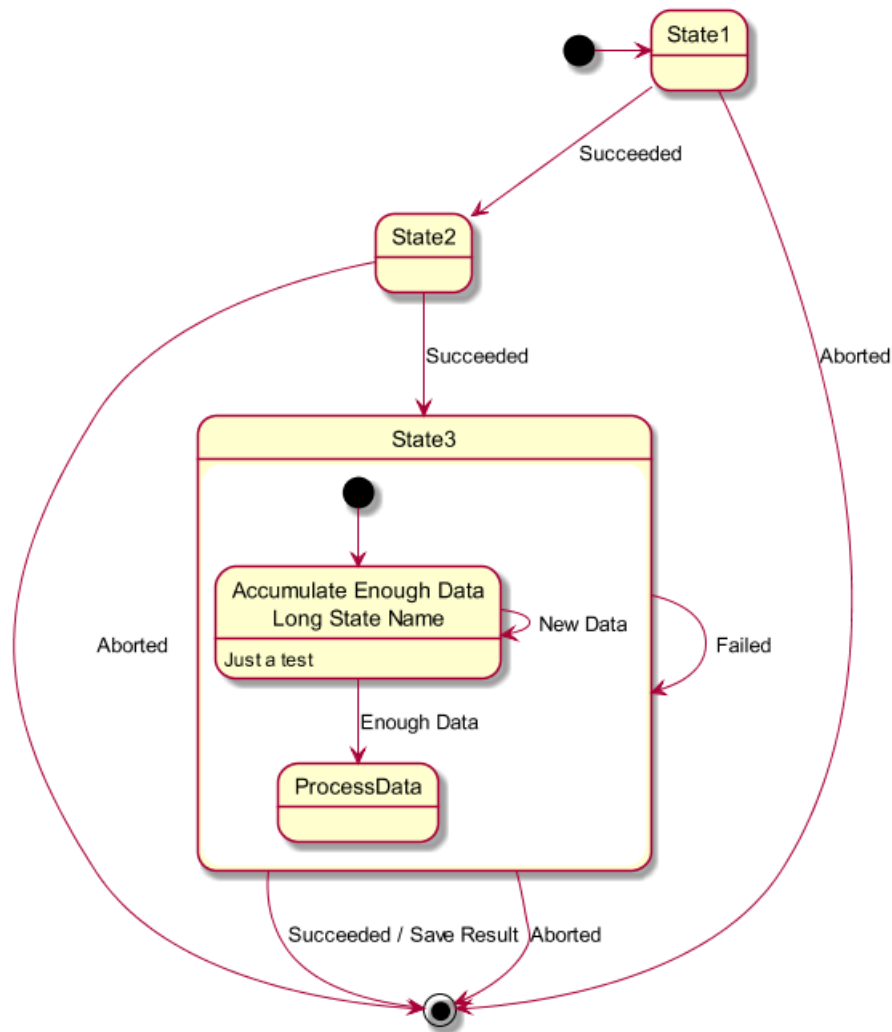 State1
Succeeded
State2
Succeeded
Aborted
State3
Accumulate Enough Data
Long State Name
New Data
Just a test
Aborted
Failed
Enough Data
ProcessData
Succeeded / Save Result
Aborted